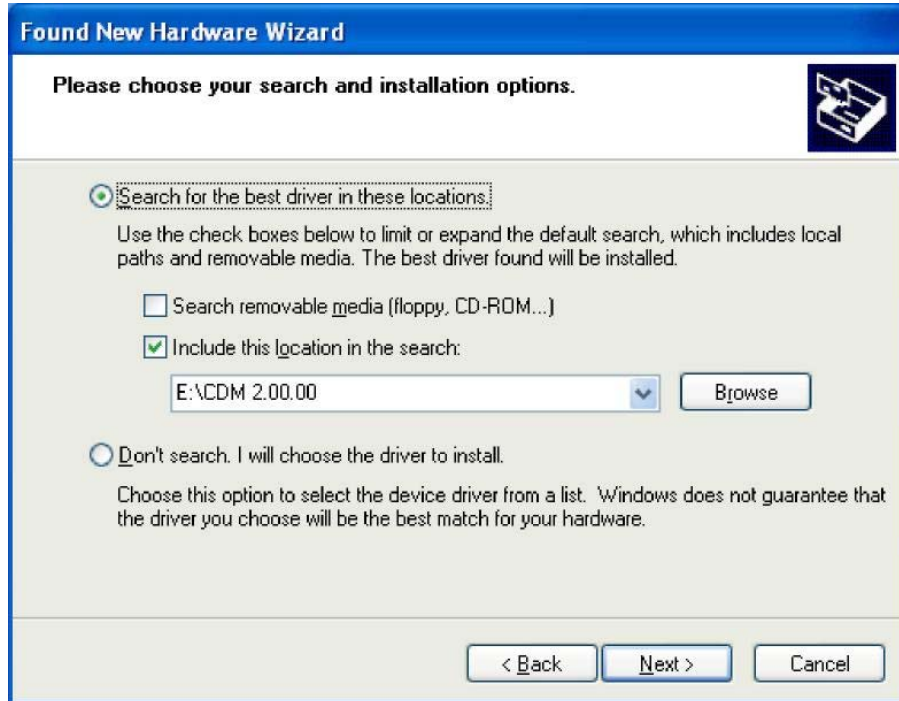 Found New Hardware Wizard
Please choose your search and installation options.
Search for the best driver in these locations.
Use the check boxes below to limit or expand the default search, which includes local
paths and removable media. The best driver found will be installed.
Search removable media (floppy, CD-ROM...)
Include this location in the search:
E:\CDM 2.00.00
Browse
Don't search. I will choose the driver to install.
Choose this option to select the device driver from a list. Windows does not guarantee that
the driver you choose will be the best match for your hardware.
< Back Next > Cancel